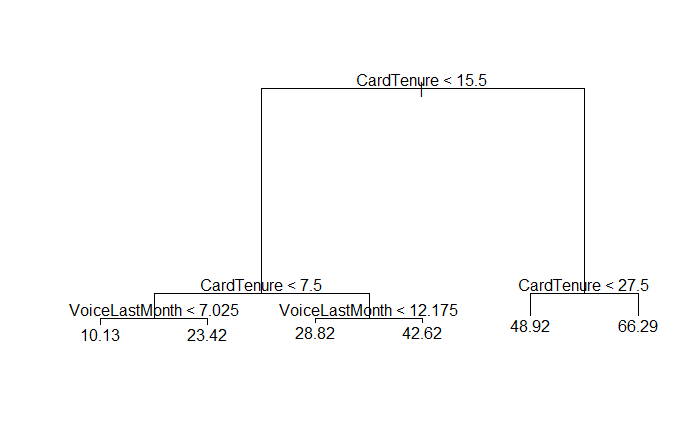 CardTenure < 15.5
CardTenure < 7.5
CardTenure < 27.5
VoiceLastMonth < 7.025
VoiceLastMonth < 12.175
10.13
23.42
28.82
42.62
48.92
66.29